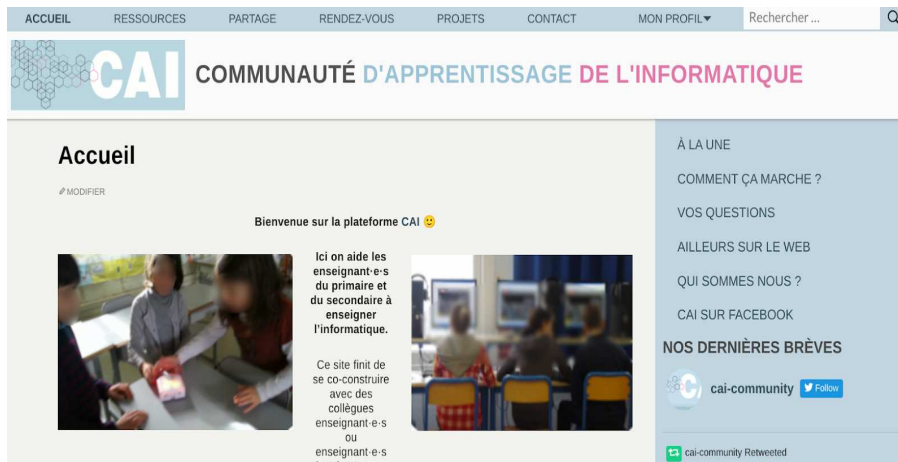 ACCUEIL RESSOURCES PARTAGE RENDEZ-VOUS PROJETS CONTACT MON PROFIL Rechercher ...
CAI COMMUNAUTÉ D'APPRENTISSAGE DE L'INFORMATIQUE
Accueil
MODIFIER
Bienvenue sur la plateforme CAI 🙂
Ici on aide les
enseignant·e·s
du primaire et
du secondaire à
enseigner
l'informatique.
Ce site finit de
se co-construire
avec des
collègues
enseignant·e·s
ou
enseignant·e·s
À LA UNE
COMMENT ÇA MARCHE ?
VOS QUESTIONS
AILLEURS SUR LE WEB
QUI SOMMES NOUS ?
CAI SUR FACEBOOK
NOS DERNIÈRES BRÈVES
cai-community Follow
cai-community Retweeted